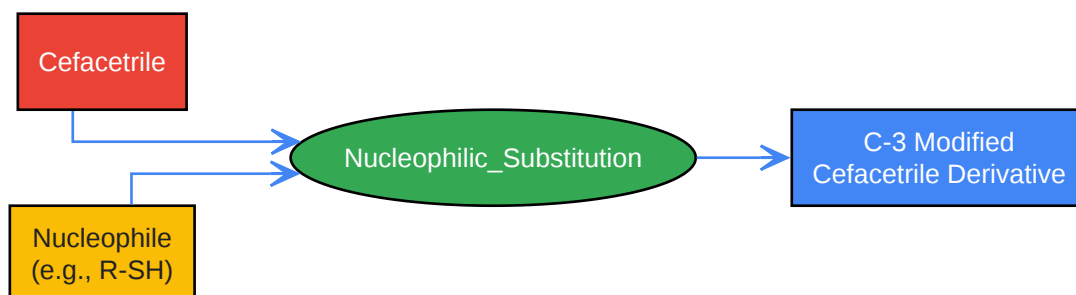 Cefacetrile
Nucleophile
(e.g., R-SH)
Nucleophilic_Substitution
C-3 Modified
Cefacetrile Derivative